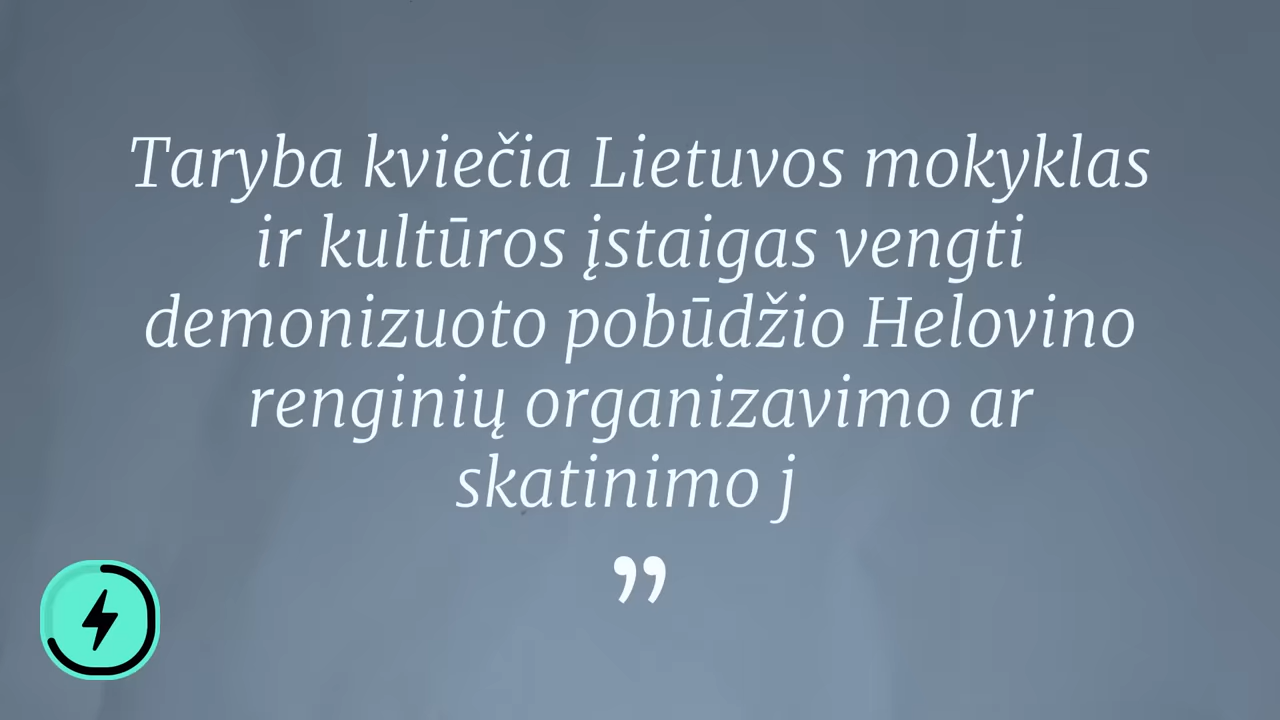 Taryba kviečia Lietuvos mokyklas
ir kultūros įstaigas vengti
demonizuoto pobūdžio Helovino
renginių organizavimo ar
skatinimo j
”